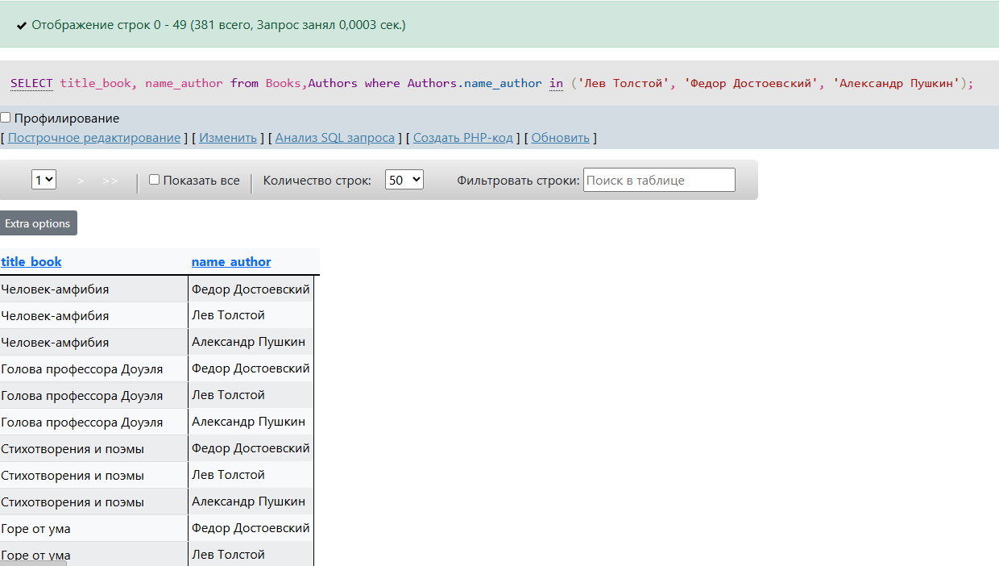 Отображение строк 0 - 49 (381 всего, Запрос занял 0,0003 сек.)
SELECT title_book, name_author from Books,Authors where Authors.name_author in ('Лев Толстой', 'Федор Достоевский', 'Александр Пушкин');
Профилирование
[ Построчное редактирование ] [ Изменить ] [ Анализ SQL запроса ] [ Создать PHP-код ] [ Обновить ]
1 > >> Показать все Количество строк: 50 Фильтровать строки: Поиск в таблице
Extra options
title_book name_author
Человек-амфибия Федор Достоевский
Человек-амфибия Лев Толстой
Человек-амфибия Александр Пушкин
Голова профессора Доуэля Федор Достоевский
Голова профессора Доуэля Лев Толстой
Голова профессора Доуэля Александр Пушкин
Стихотворения и поэмы Федор Достоевский
Стихотворения и поэмы Лев Толстой
Стихотворения и поэмы Александр Пушкин
Горе от ума Федор Достоевский
Горе от ума Лев Толстой